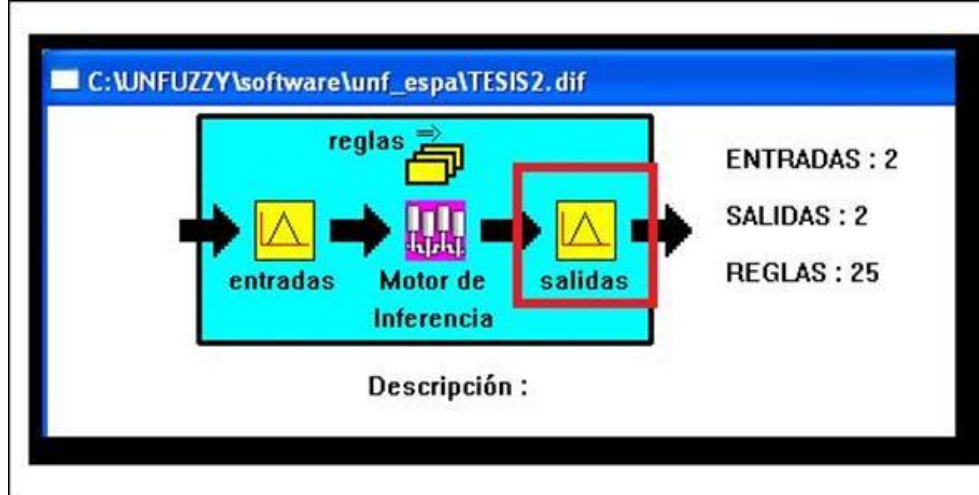 C:\UNFUZZY\software\unf_espa\TESIS2.dif
reglas
entradas
Motor de
Inferencia
salidas
ENTRADAS : 2
SALIDAS : 2
REGLAS : 25
Descripción :